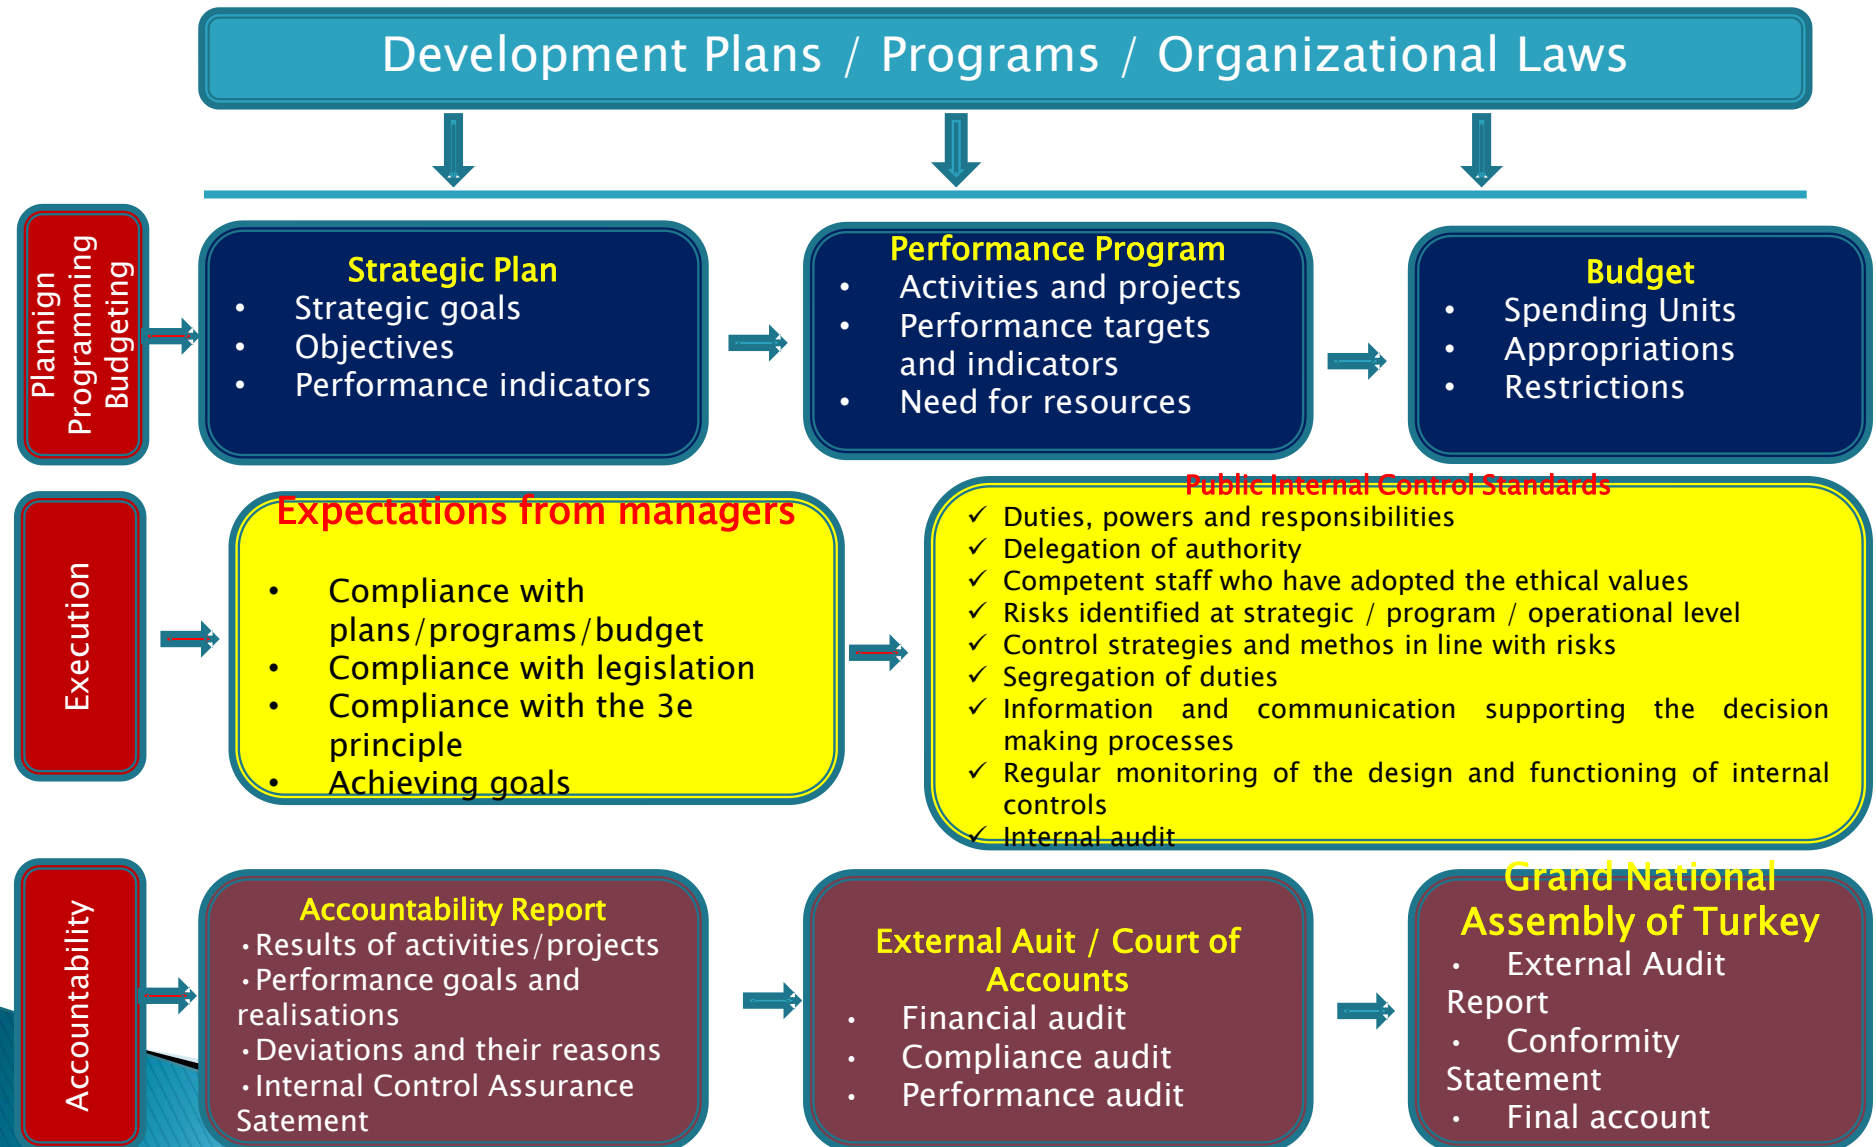 Development Plans / Programs / Organizational Laws
Plannign
Programming
Budgeting
Strategic Plan
• Strategic goals
• Objectives
• Performance indicators
Performance Program
• Activities and projects
• Performance targets
and indicators
• Need for resources
Budget
• Spending Units
• Appropriations
• Restrictions
Execution
Expectations from managers
• Compliance with
plans/programs/budget
• Compliance with legislation
• Compliance with the 3e
principle
• Achieving goals
Public Internal Control Standards
✓ Duties, powers and responsibilities
✓ Delegation of authority
✓ Competent staff who have adopted the ethical values
✓ Risks identified at strategic / program / operational level
✓ Control strategies and methos in line with risks
✓ Segregation of duties
✓ Information and communication supporting the decision
making processes
✓ Regular monitoring of the design and functioning of internal
controls
✓ Internal audit
Accountability
Accountability Report
•Results of activities/projects
•Performance goals and
realisations
•Deviations and their reasons
•Internal Control Assurance
Satement
External Auit / Court of
Accounts
• Financial audit
• Compliance audit
• Performance audit
Grand National
Assembly of Turkey
• External Audit
Report
• Conformity
Statement
• Final account